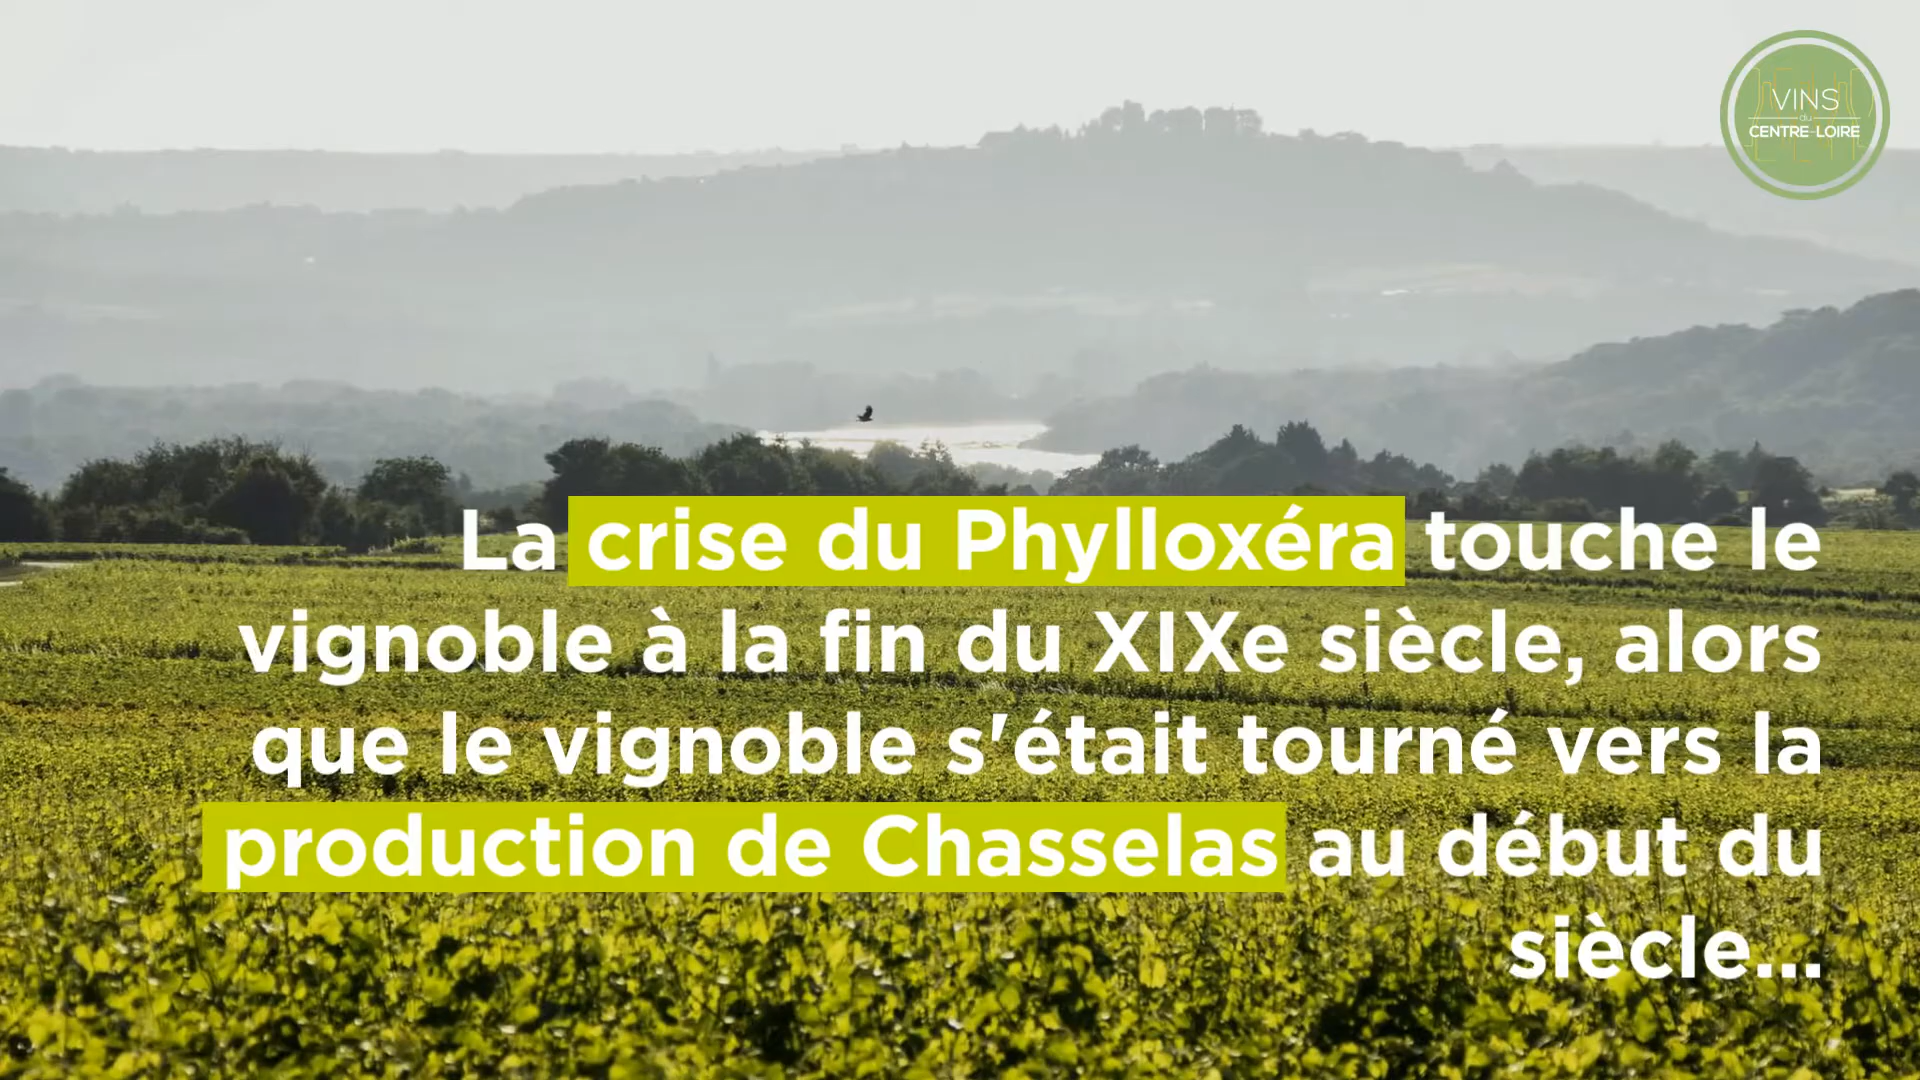 VINS
du
CENTRE-LOIRE
La crise du Phylloxéra touche le
vignoble à la fin du XIXe siècle, alors
que le vignoble s'était tourné vers la
production de Chasselas au début du
siècle...